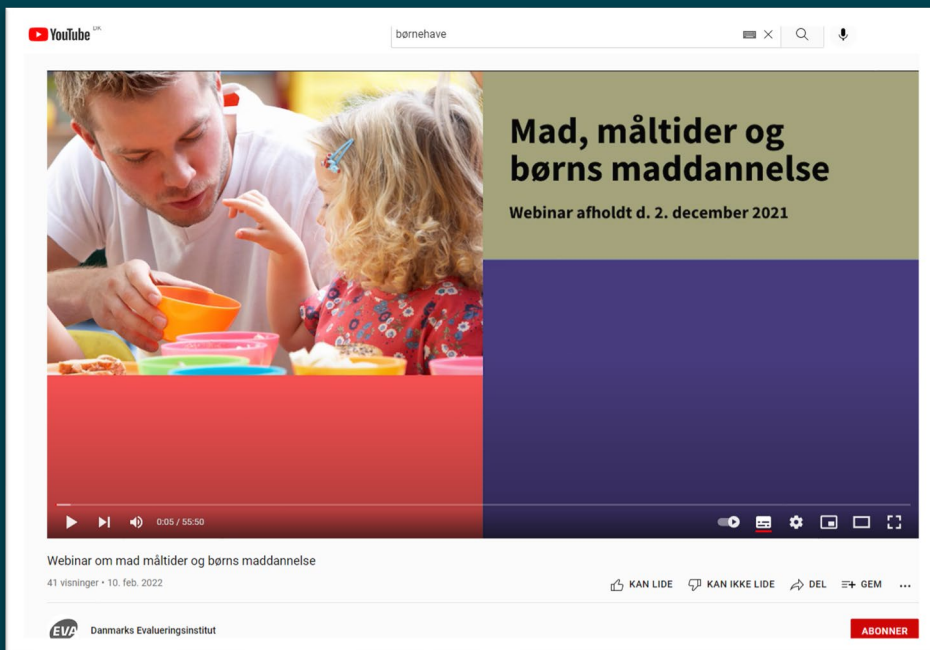 YouTube DK
børnehave
Mad, måltider og
børns maddannelse
Webinar afholdt d. 2. december 2021
0:05 / 55:50
Webinar om mad måltider og børns maddannelse
41 visninger • 10. feb. 2022
KAN LIDE KAN IKKE LIDE DEL GEM
EVA Danmarks Evalueringsinstitut
ABONNER